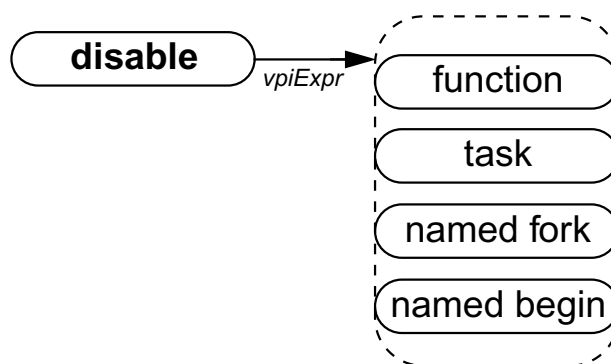 disable
vpiExpr
function
task
named fork
named begin